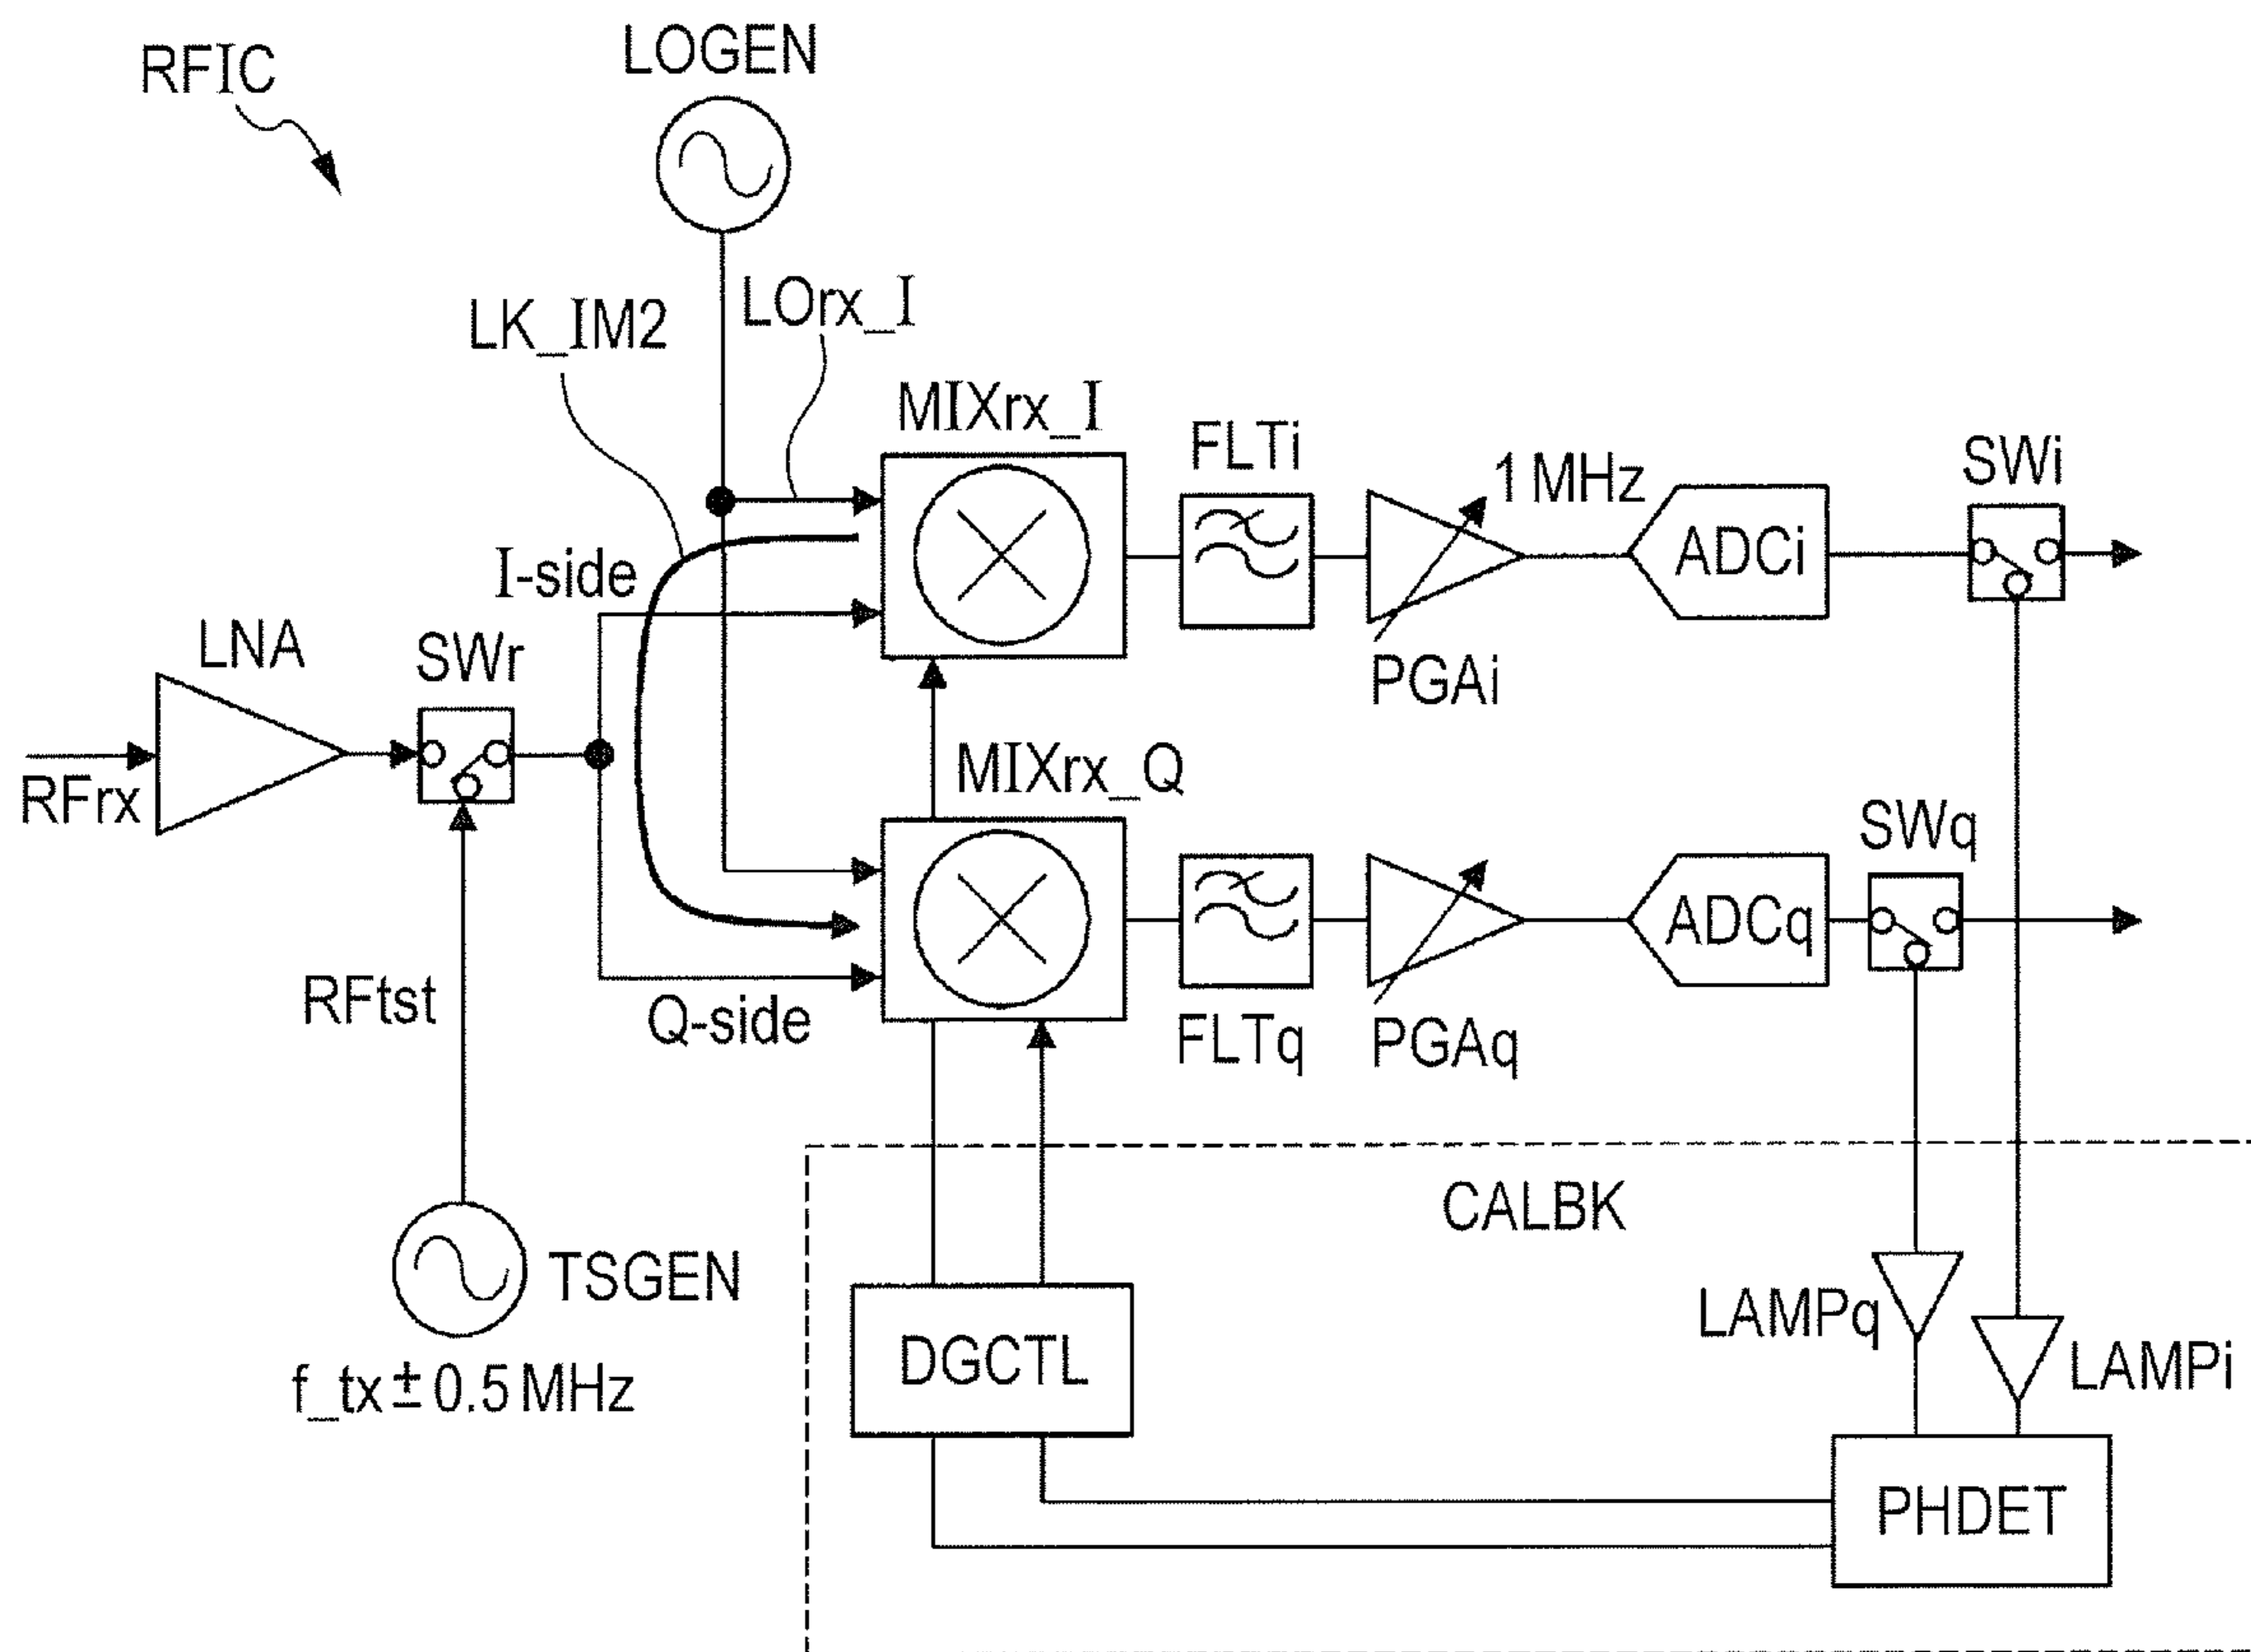 RFIC
LOGEN
LK_IM2
LOrx_I
MIXrx_I
FLTi
1 MHz
SWi
ADCi
I-side
LNA
SWr
PGAi
RFrx
MIXrx_Q
SWq
ADCq
RFtst
Q-side
FLTq
PGAq
CALBK
TSGEN
f_tx ± 0.5 MHz
DGCTL
LAMPq
LAMPi
PHDET